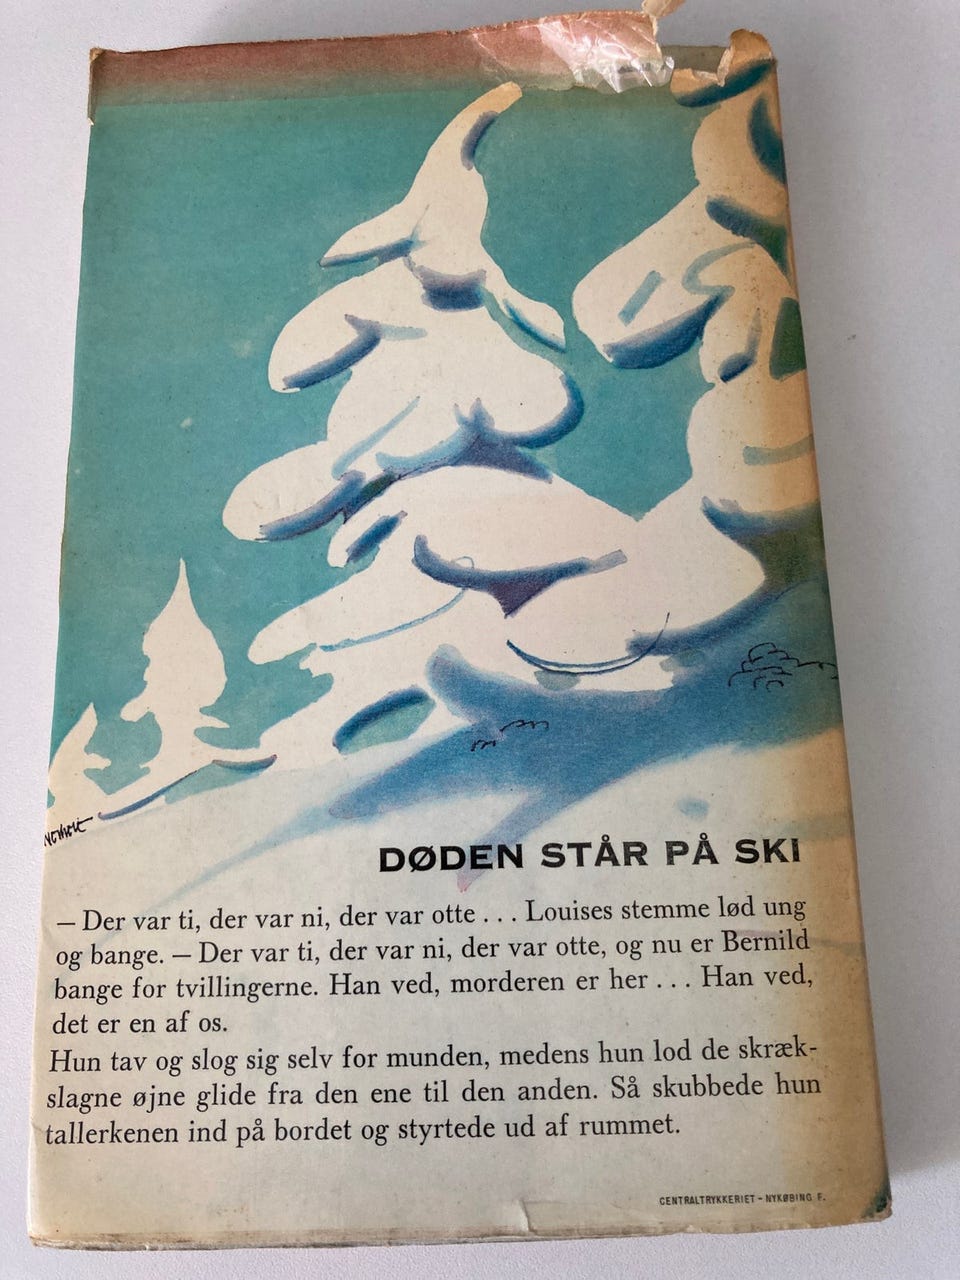 DØDEN STÅR PÅ SKI
– Der var ti, der var ni, der var otte . . . Louises stemme lød ung
og bange. – Der var ti, der var ni, der var otte, og nu er Bernild
bange for tvillingerne. Han ved, morderen er her . . . Han ved,
det er en af os.
Hun tav og slog sig selv for munden, medens hun lod de skræk-
slagne øjne glide fra den ene til den anden. Så skubbede hun
tallerkenen ind på bordet og styrtede ud af rummet.
CENTRALTRYKKERIET - NYKØBING F.